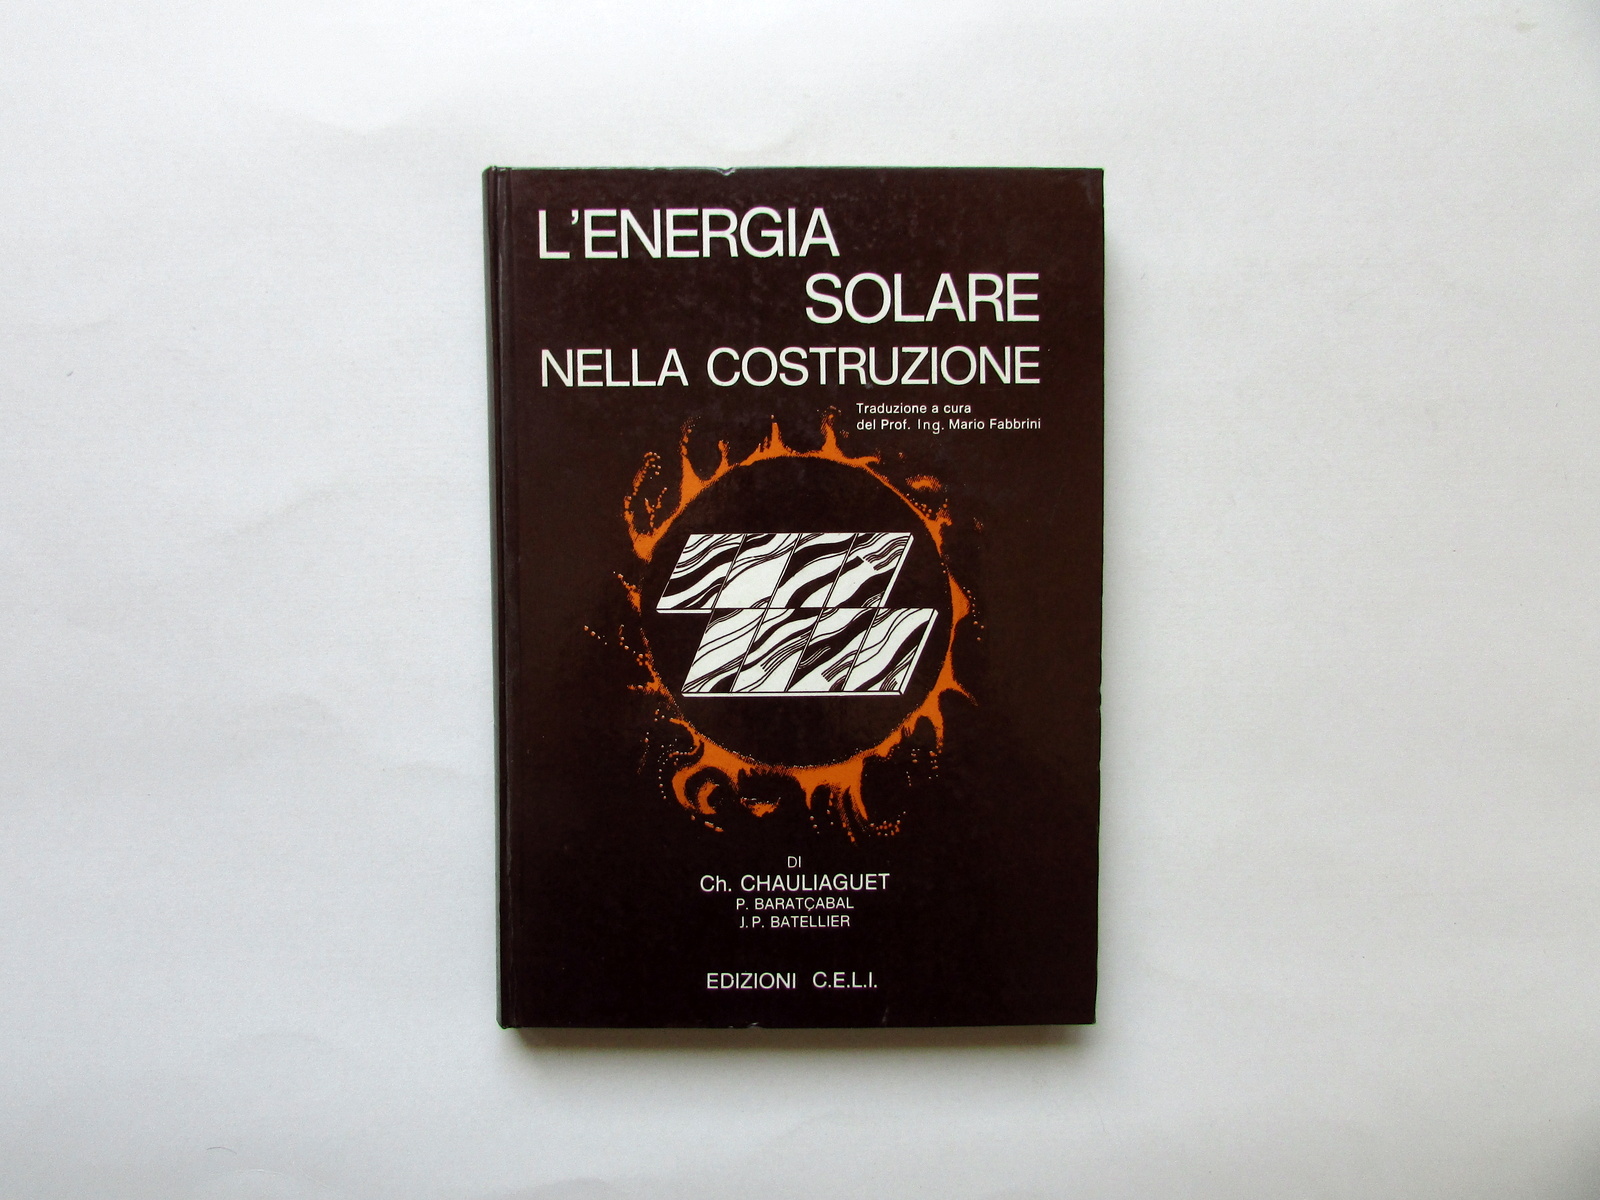 L'ENERGIA
SOLARE
NELLA COSTRUZIONE
Traduzione a cura
del Prof. Ing. Mario Fabbrini
DI
Ch. CHAULIAGUET
P. BARATÇABAL
J.P. BATELLIER
EDIZIONI C.E.L.I.